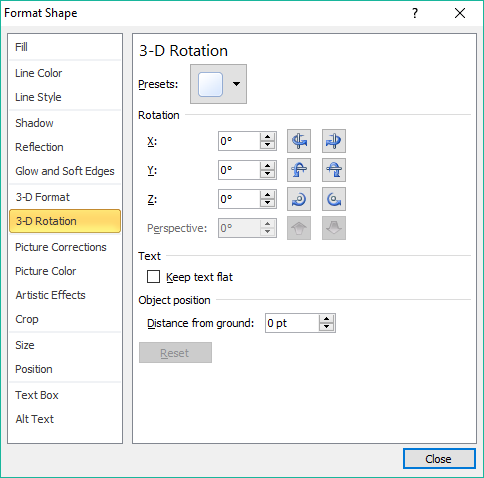 Format Shape
?
Fill
Line Color
Line Style
Shadow
Reflection
Glow and Soft Edges
3-D Format
3-D Rotation
Picture Corrections
Picture Color
Artistic Effects
Crop
Size
Position
Text Box
Alt Text
3-D Rotation
Presets:
Rotation
X: 0°
Y: 0°
Z: 0°
Perspective: 0°
Text
Keep text flat
Object position
Distance from ground: 0 pt
Reset
Close